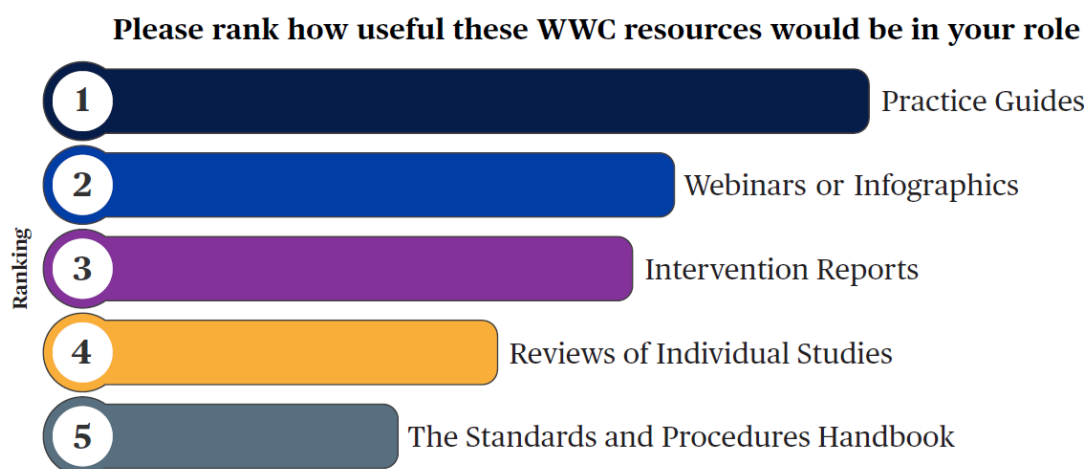 Please rank how useful these WWC resources would be in your role
1 Practice Guides
2 Webinars or Infographics
Ranking
3 Intervention Reports
4 Reviews of Individual Studies
5 The Standards and Procedures Handbook